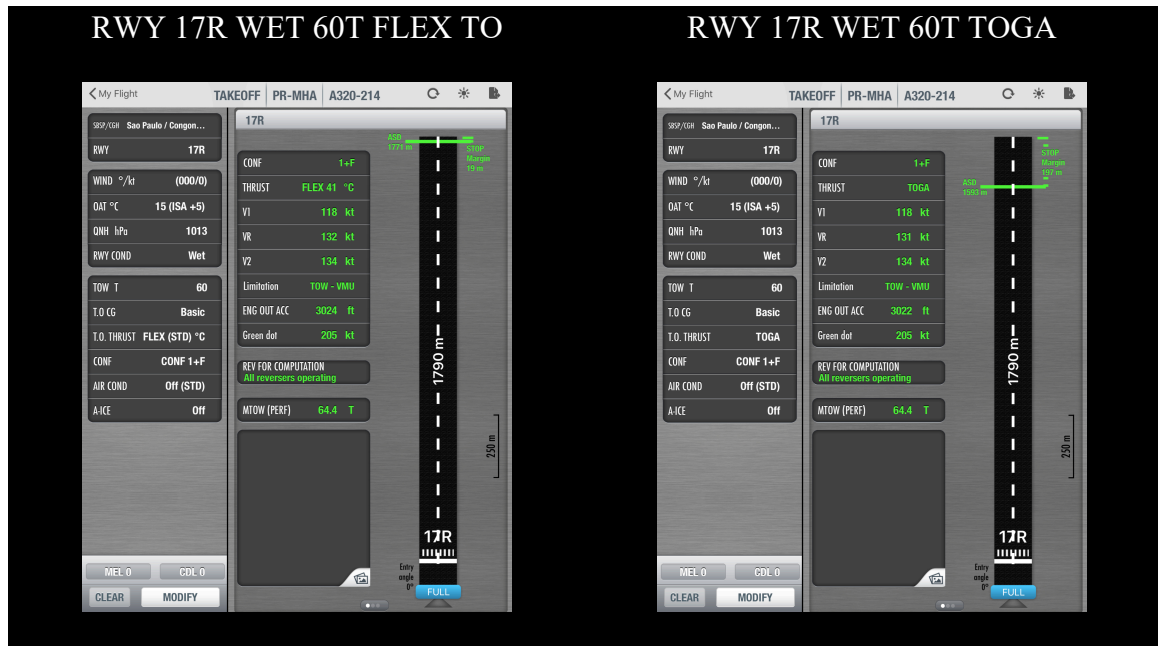 RWY 17R WET 60T FLEX TO
My Flight
TAKEOFF PR-MHA A320-214
SBSP/CGH Sao Paulo / Congon...
RWY 17R
WIND °/kt (000/0)
OAT °C 15 (ISA +5)
QNH hPa 1013
RWY COND Wet
TOW T 60
T.O CG Basic
T.O. THRUST FLEX (STD) °C
CONF CONF 1+F
AIR COND Off (STD)
A-ICE Off
MEL 0 CDL 0
CLEAR MODIFY
17R
CONF 1+F
THRUST FLEX 41 °C
V1 118 kt
VR 132 kt
V2 134 kt
Limitation TOW - VMU
ENG OUT ACC 3024 ft
Green dot 205 kt
REV FOR COMPUTATION
All reversers operating
MTOW (PERF) 64.4 T
ASD
1771 m
STOP
Margin
19 m
1790 m
250 m
17R
Entry
angle
0°
FULL
RWY 17R WET 60T TOGA
My Flight
TAKEOFF PR-MHA A320-214
SBSP/CGH Sao Paulo / Congon...
RWY 17R
WIND °/kt (000/0)
OAT °C 15 (ISA +5)
QNH hPa 1013
RWY COND Wet
TOW T 60
T.O CG Basic
T.O. THRUST TOGA
CONF CONF 1+F
AIR COND Off (STD)
A-ICE Off
MEL 0 CDL 0
CLEAR MODIFY
17R
CONF 1+F
THRUST TOGA
V1 118 kt
VR 131 kt
V2 134 kt
Limitation TOW - VMU
ENG OUT ACC 3022 ft
Green dot 205 kt
REV FOR COMPUTATION
All reversers operating
MTOW (PERF) 64.4 T
STOP
Margin
197 m
ASD
1593 m
1790 m
250 m
17R
Entry
angle
0°
FULL